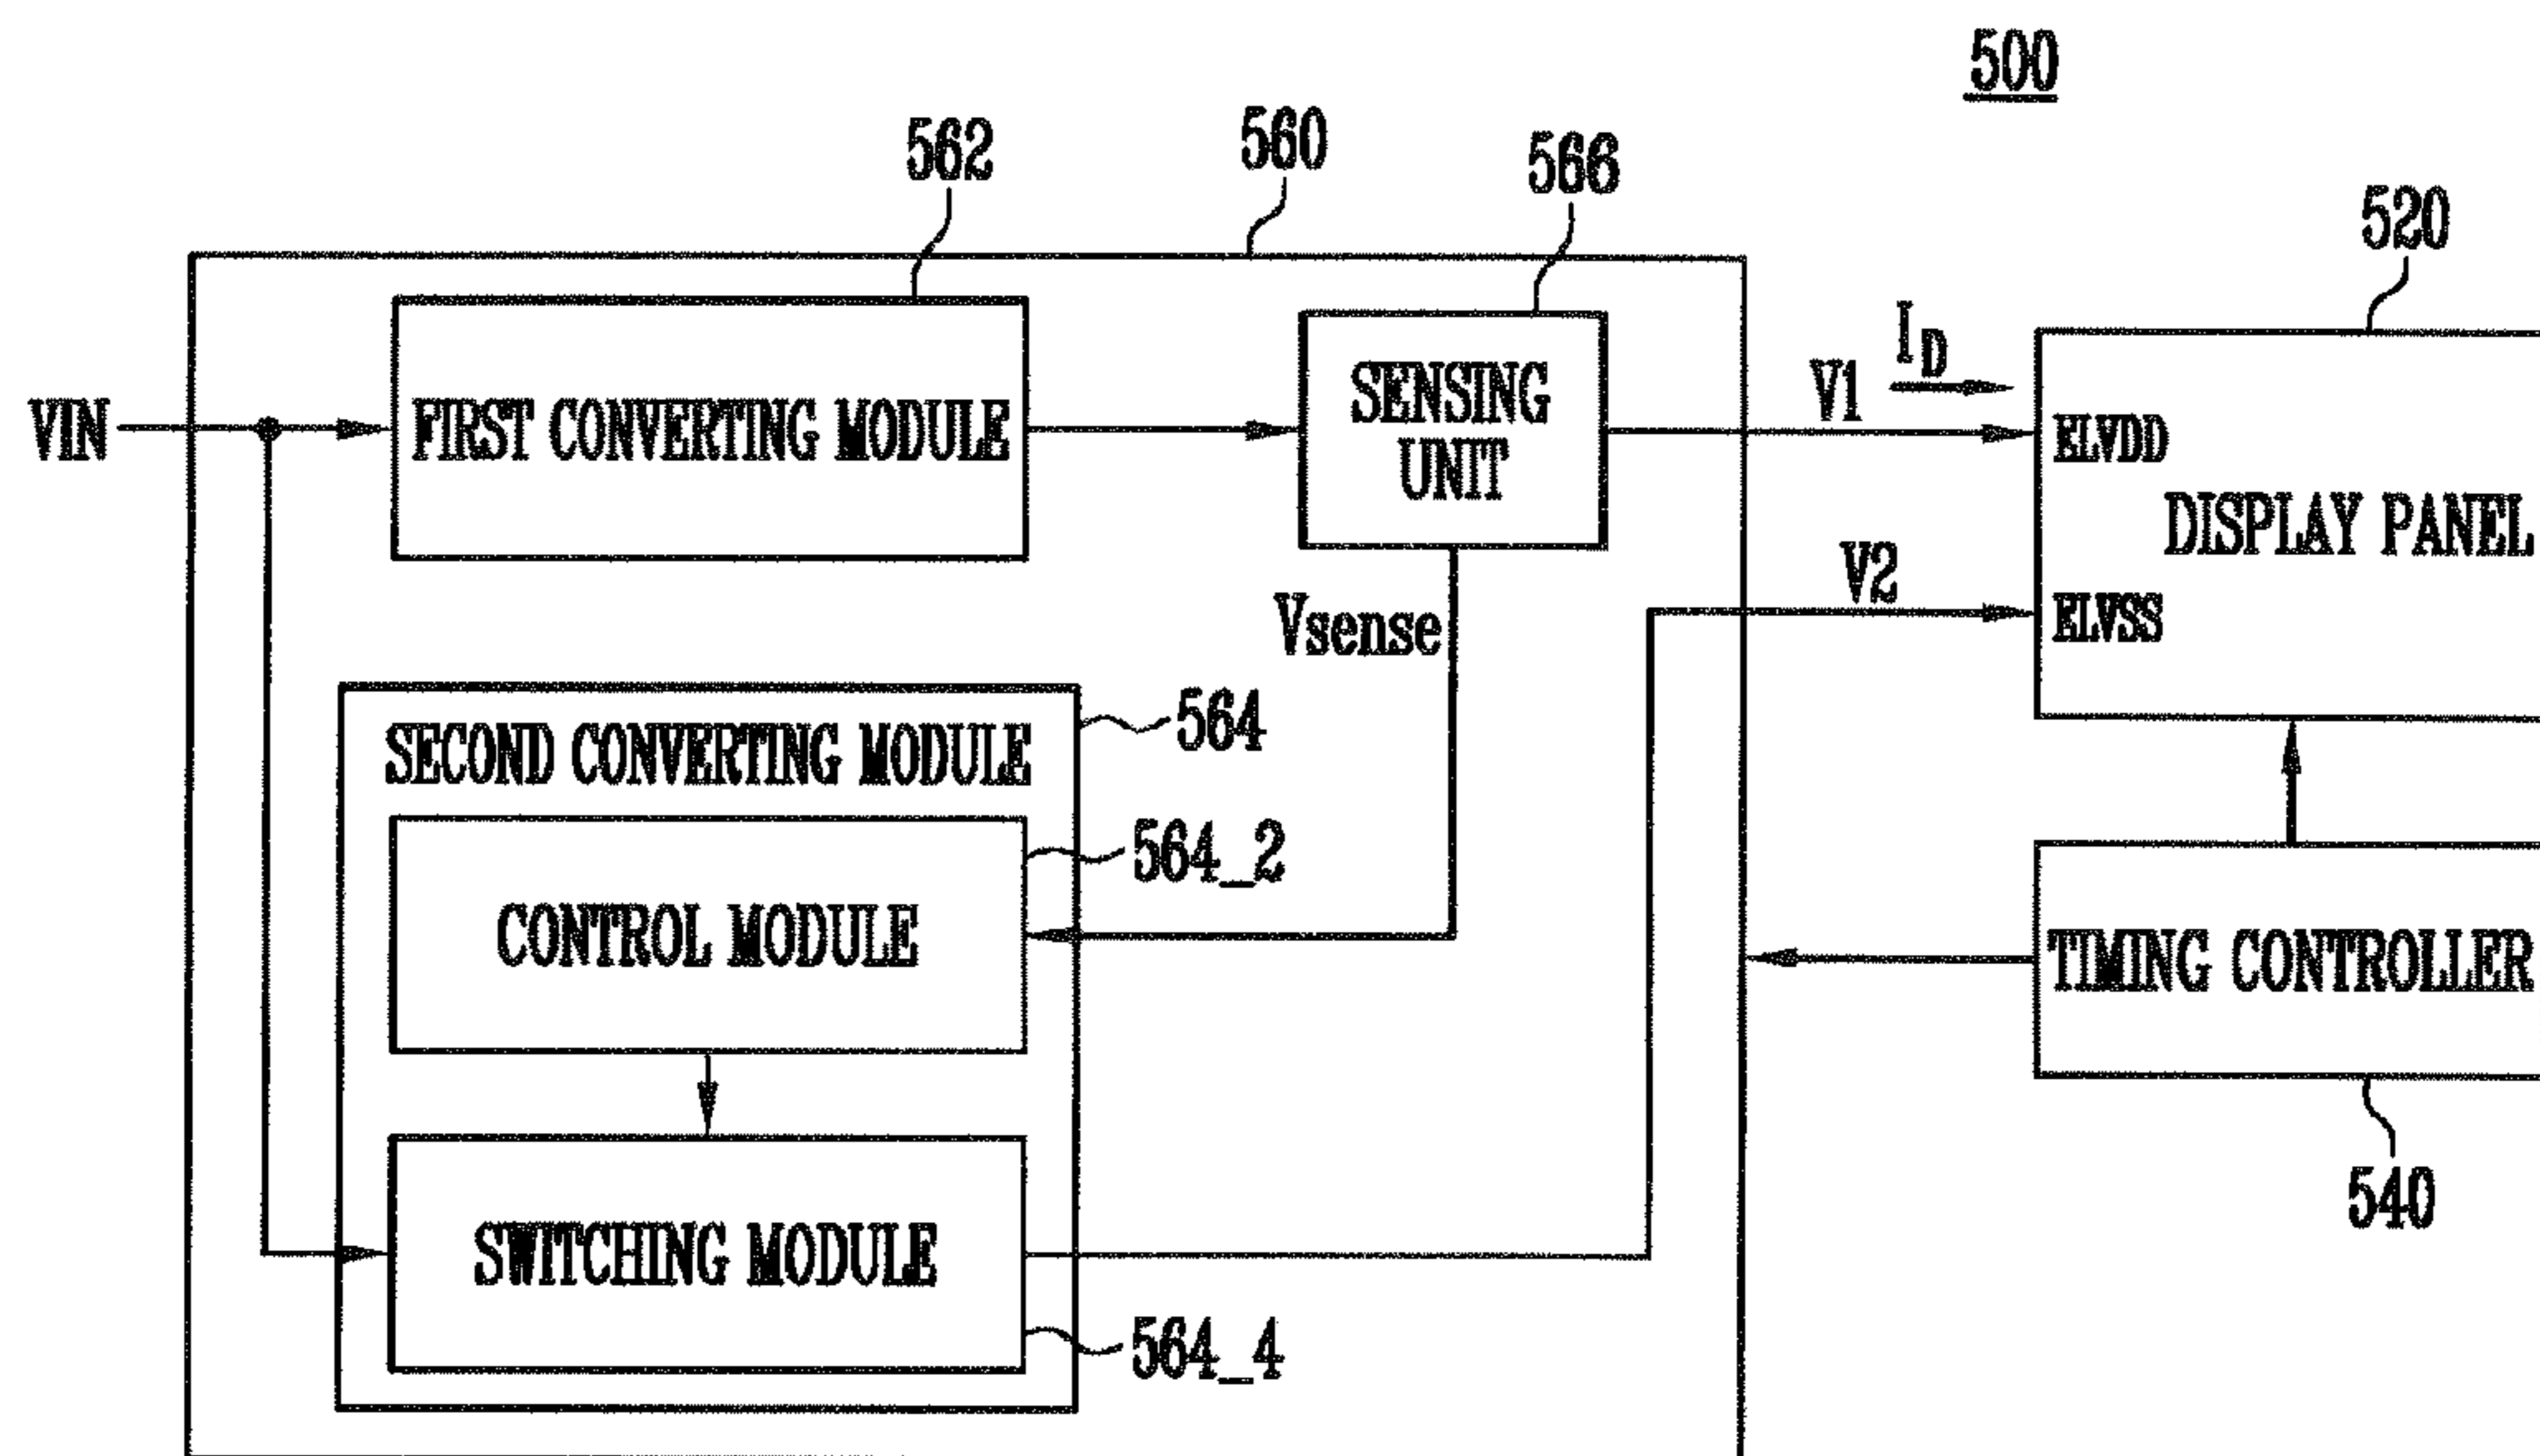 500
562
560
566
520
VIN
FIRST CONVERTING MODULE
SENSING
UNIT
V1
ID
ELVDD
DISPLAY PANEL
V2
ELVSS
Vsense
564
SECOND CONVERTING MODULE
564_2
CONTROL MODULE
TIMING CONTROLLER
540
SWITCHING MODULE
564_4